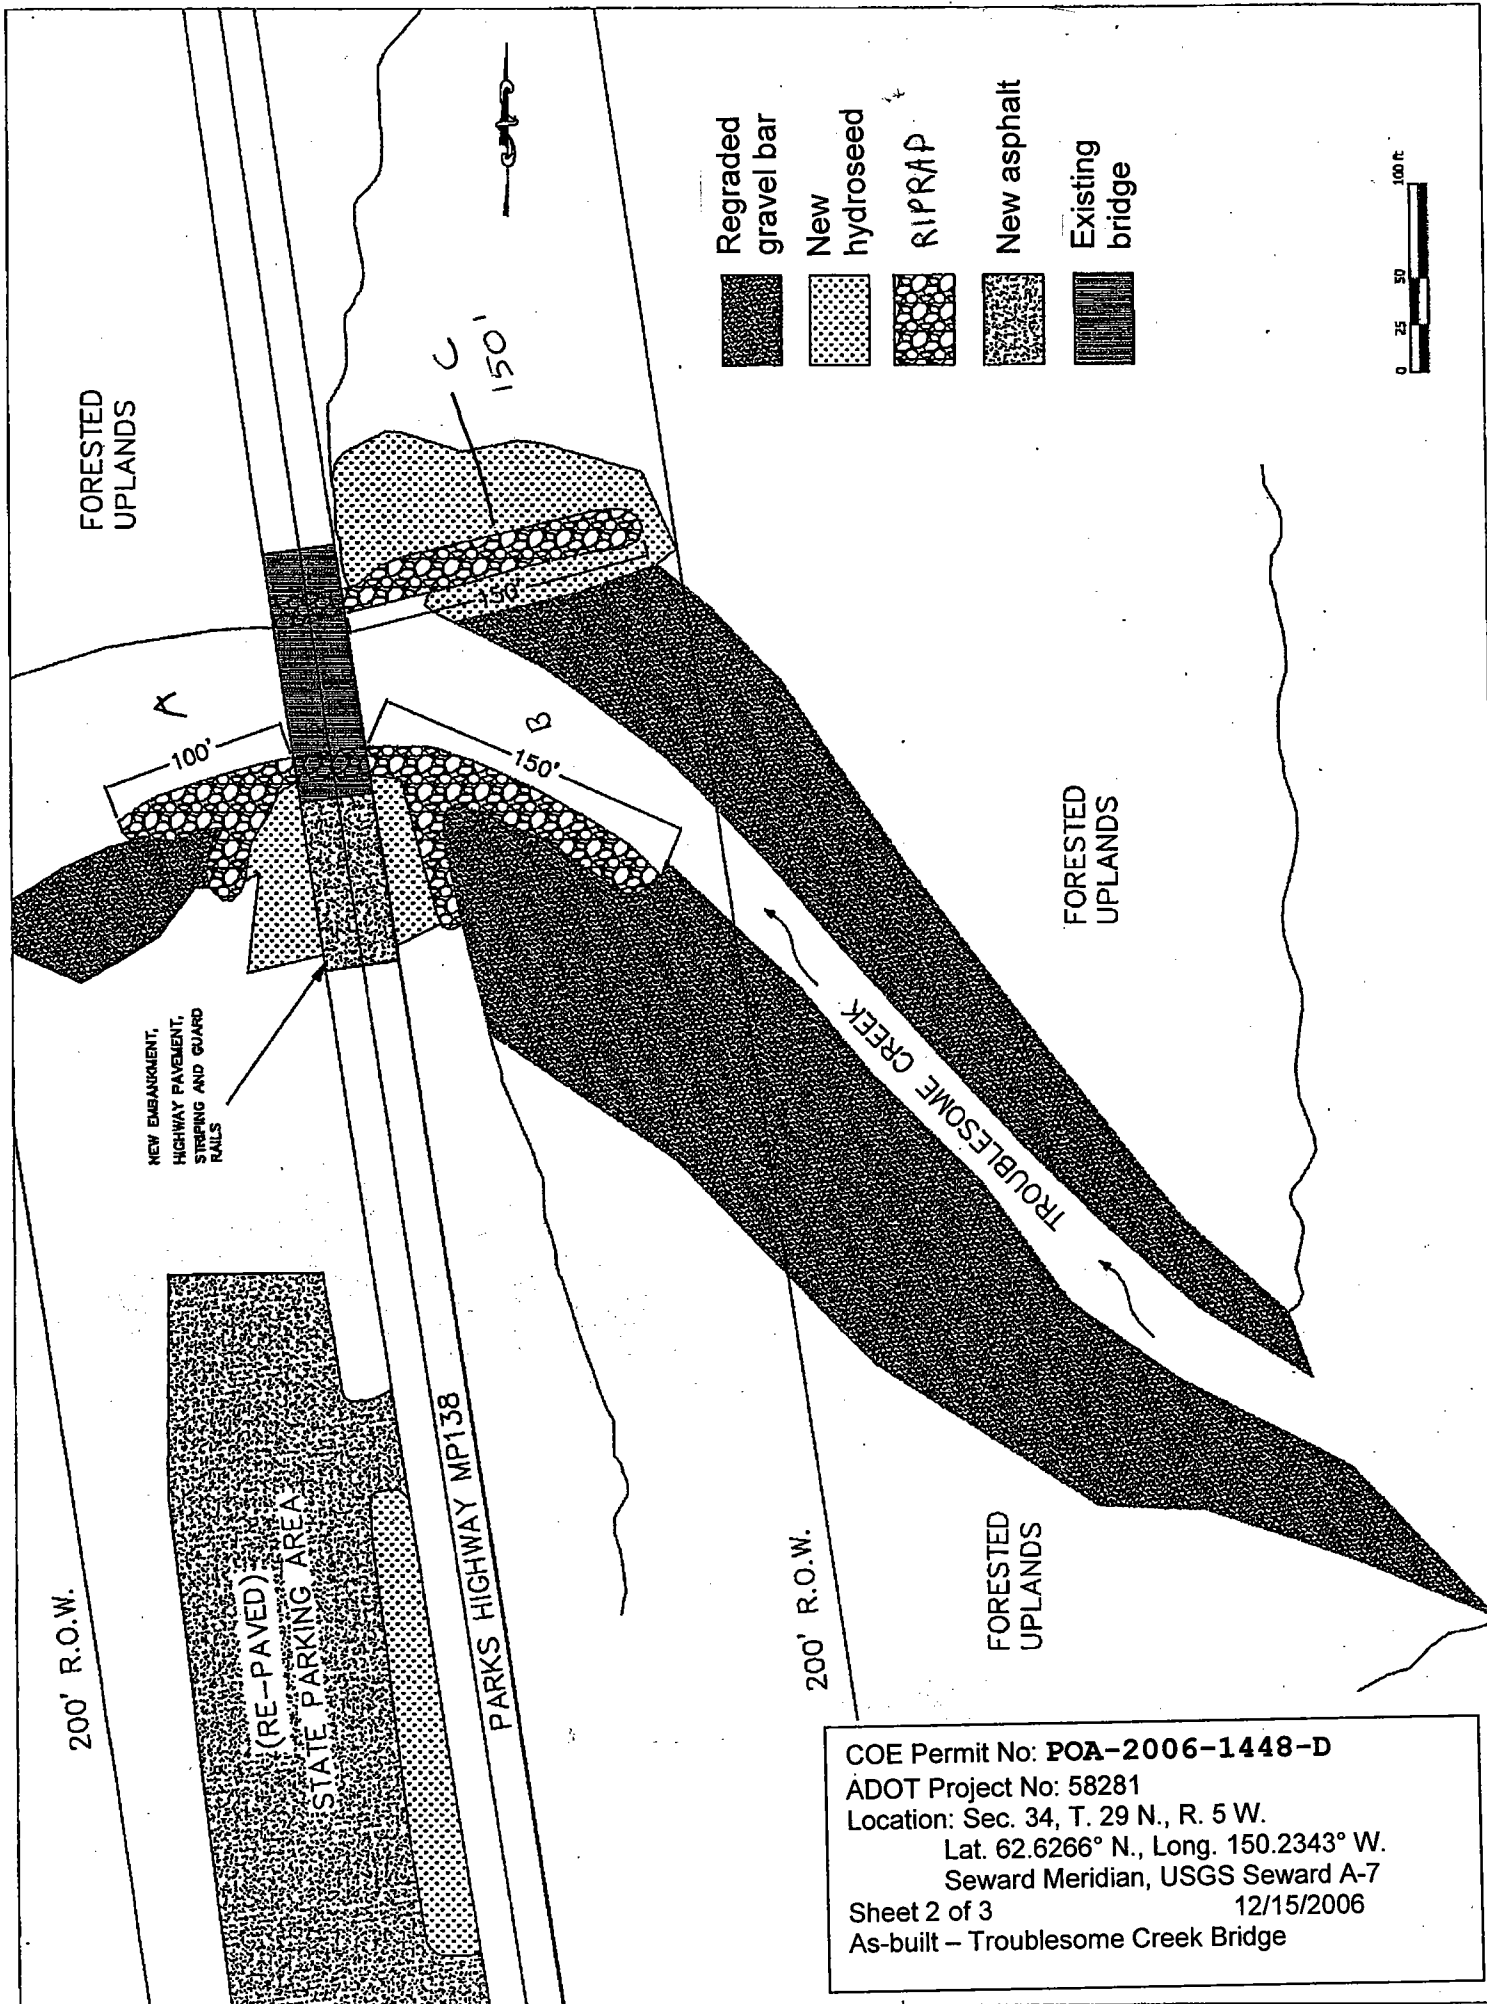 FORESTED
UPLANDS
Regraded
gravel bar
New
hydroseed
RIPRAP
New asphalt
Existing
bridge
0 25 50 100 ft
C
150'
150'
A
100'
B
150'
NEW EMBANKMENT,
HIGHWAY PAVEMENT,
STRIPING AND GUARD
RAILS
FORESTED
UPLANDS
TROUBLESOME CREEK
200' R.O.W.
(RE-PAVED)
STATE PARKING AREA
PARKS HIGHWAY MP138
200' R.O.W.
FORESTED
UPLANDS
COE Permit No: POA-2006-1448-D
ADOT Project No: 58281
Location: Sec. 34, T. 29 N., R. 5 W.
Lat. 62.6266° N., Long. 150.2343° W.
Seward Meridian, USGS Seward A-7
Sheet 2 of 3 12/15/2006
As-built – Troublesome Creek Bridge